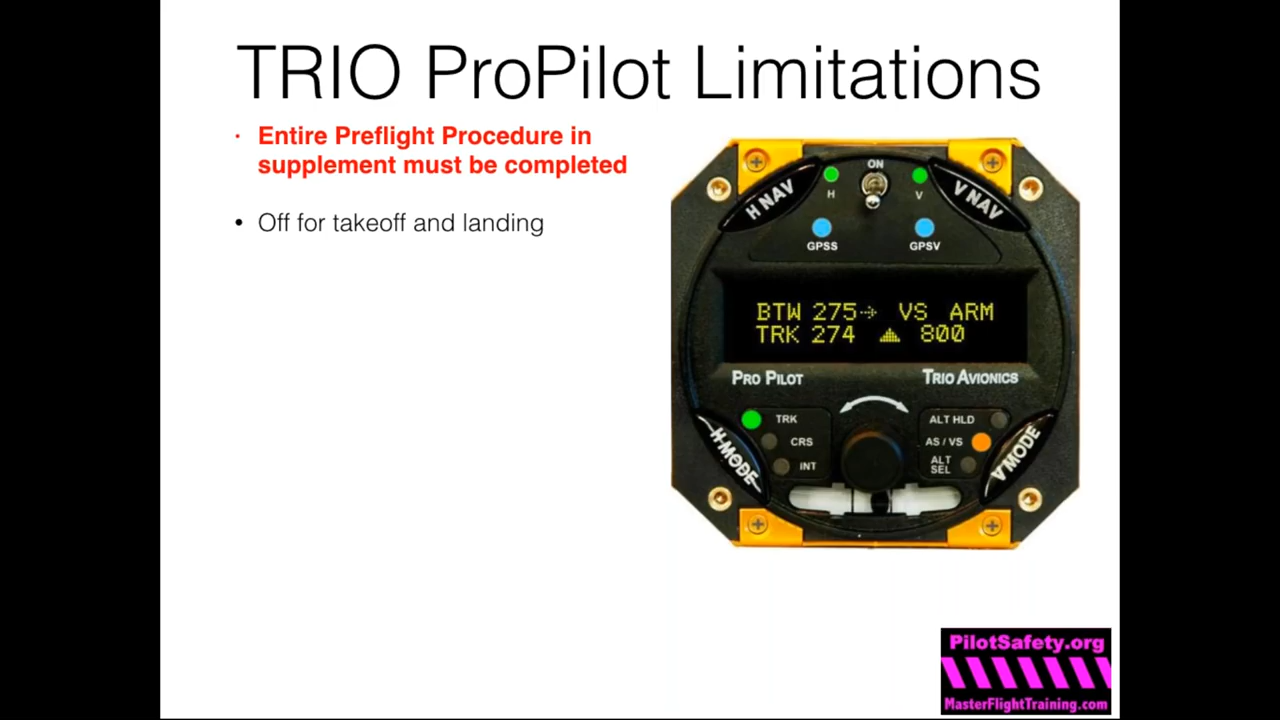 TRIO ProPilot Limitations
· Entire Preflight Procedure in
supplement must be completed
• Off for takeoff and landing
ON
H NAV
V NAV
H
V
GPSS
GPSV
BTW 275 VS ARM
TRK 274 800
PRO PILOT
TRIO AVIONICS
TRK
CRS
INT
ALT HLD
AS / VS
ALT
SEL
H-MODE
V MODE
PilotSafety.org
MasterFlightTraining.com